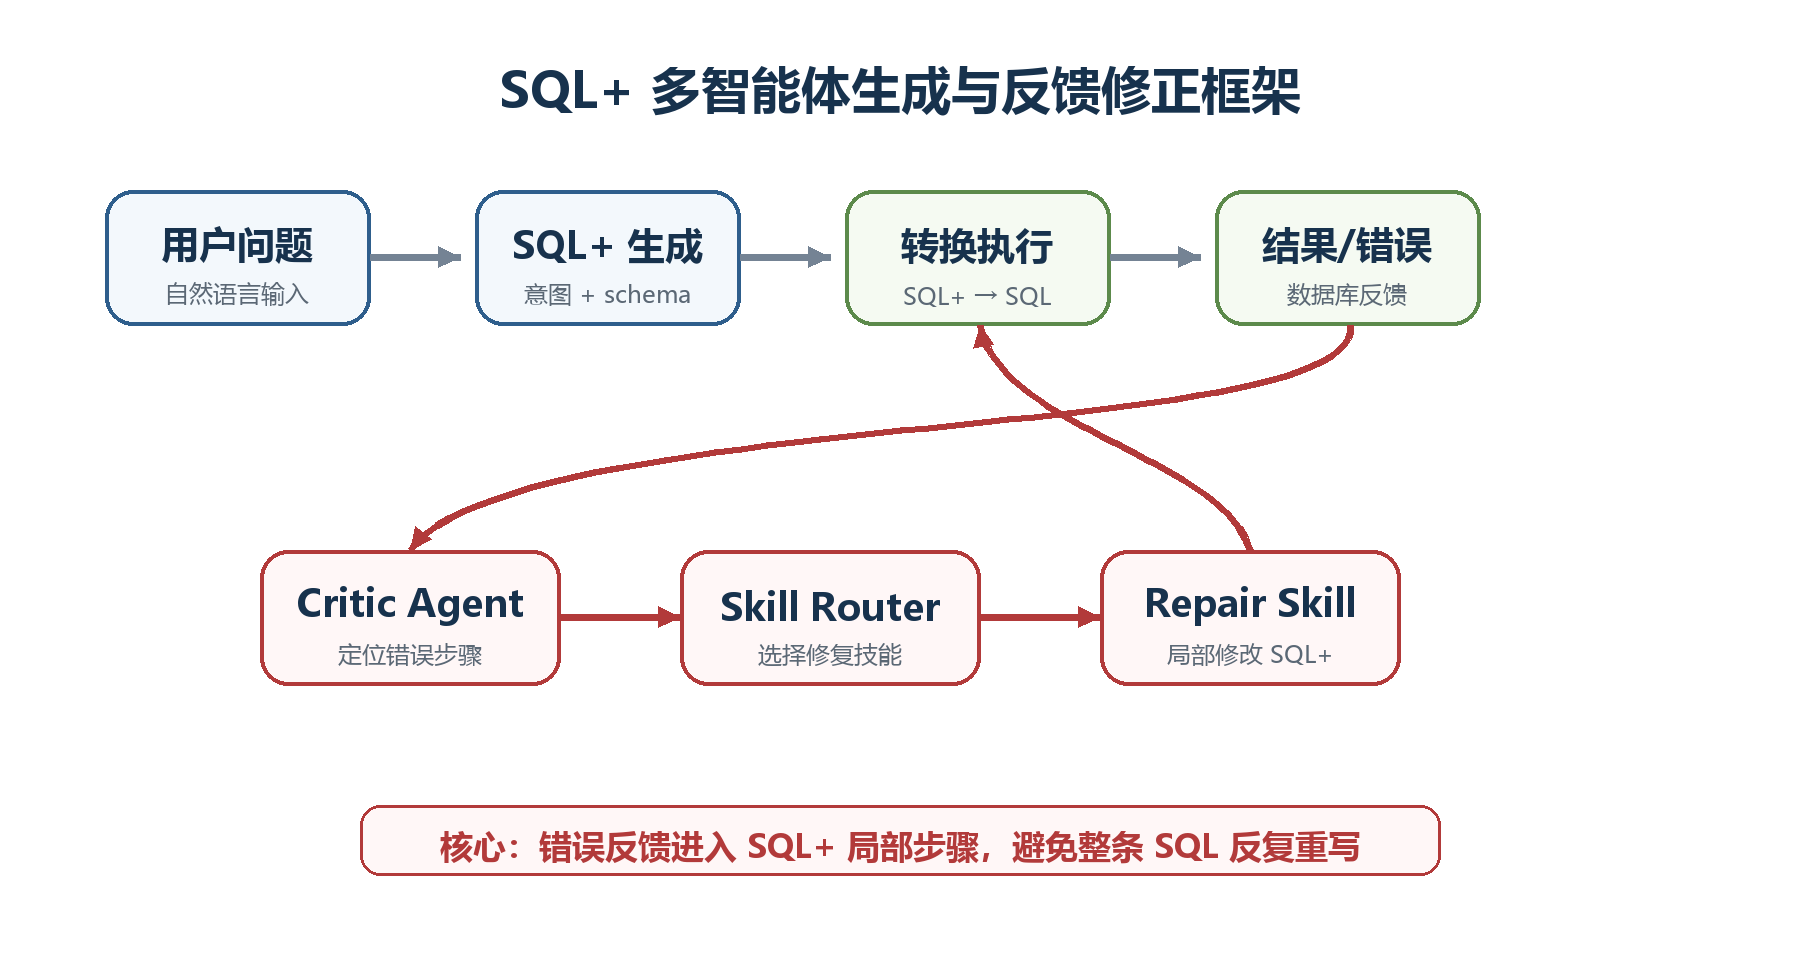 SQL+ 多智能体生成与反馈修正框架
用户问题
自然语言输入
SQL+ 生成
意图 + schema
转换执行
SQL+ → SQL
结果/错误
数据库反馈
Critic Agent
定位错误步骤
Skill Router
选择修复技能
Repair Skill
局部修改 SQL+
核心：错误反馈进入 SQL+ 局部步骤，避免整条 SQL 反复重写